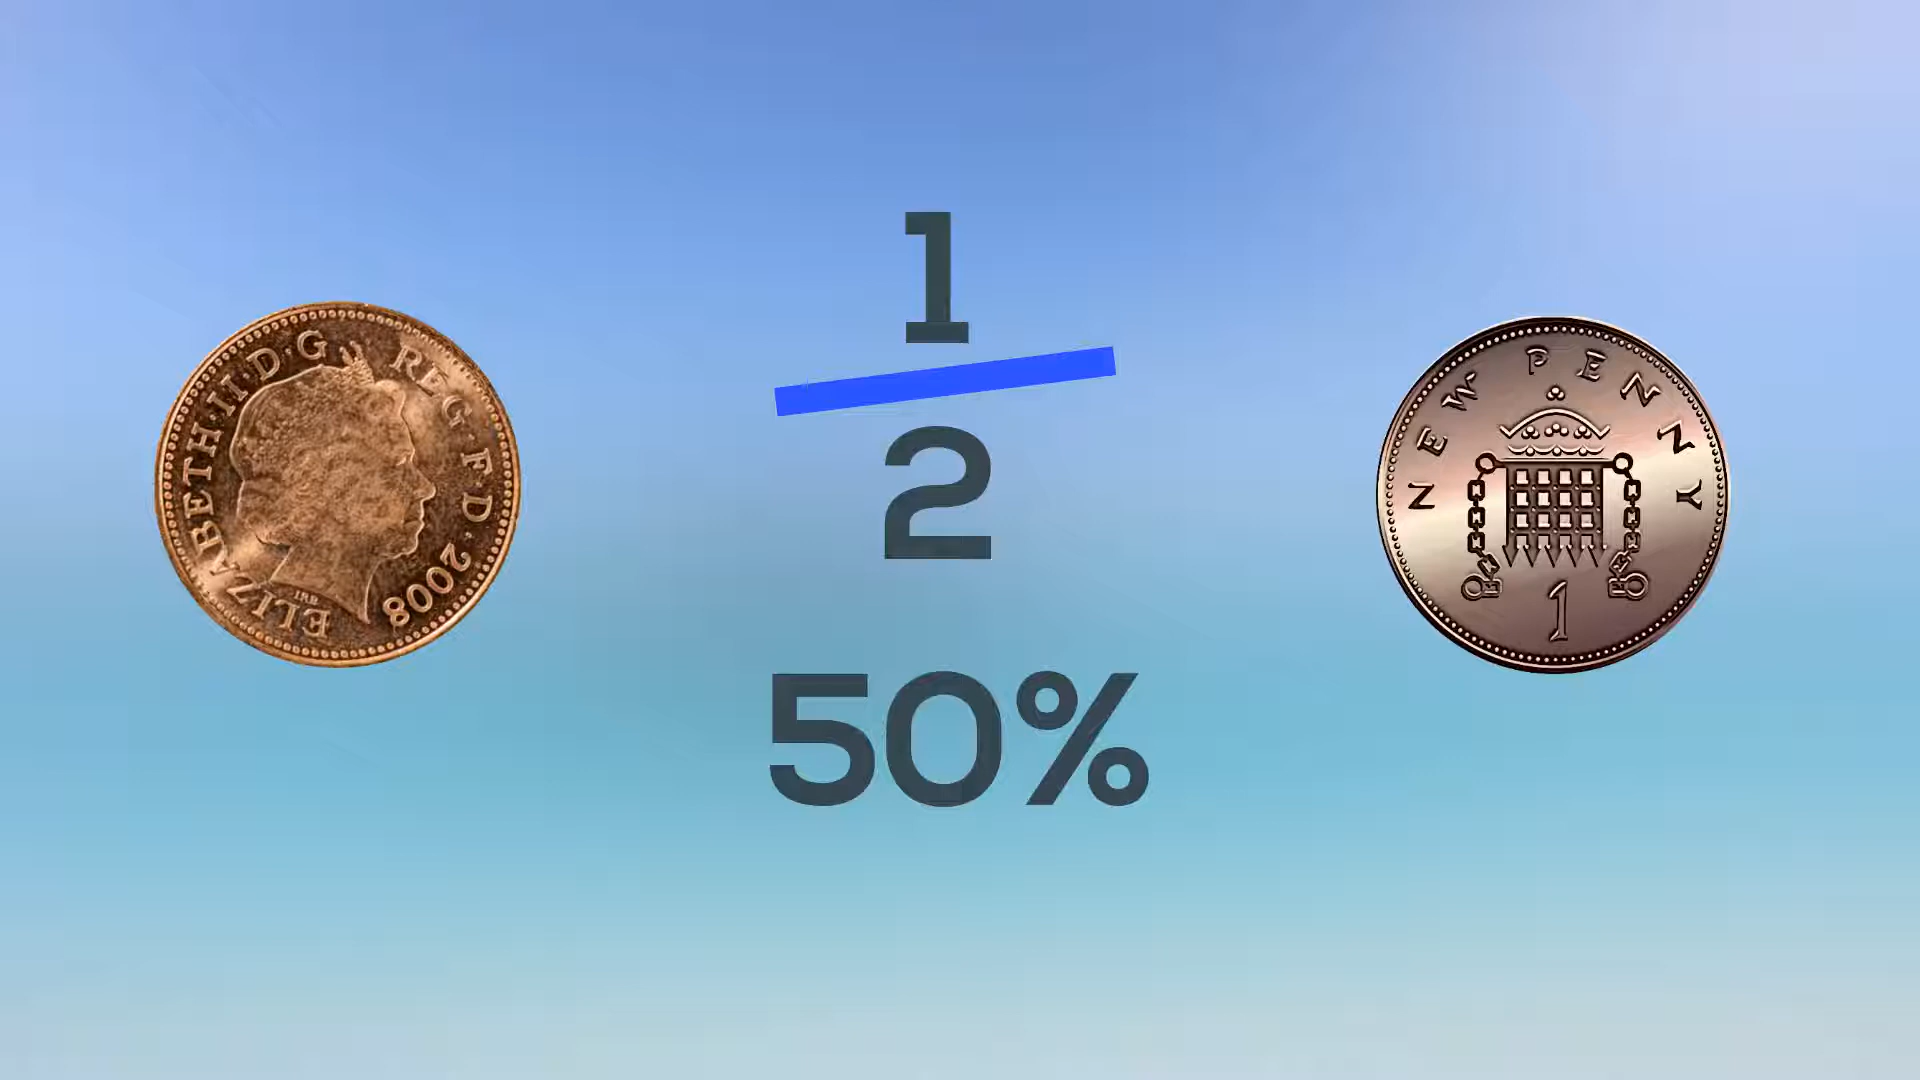 ELIZABETH·II·D·G REG·F·D·2008
IRB
1
2
50%
NEW PENNY
1